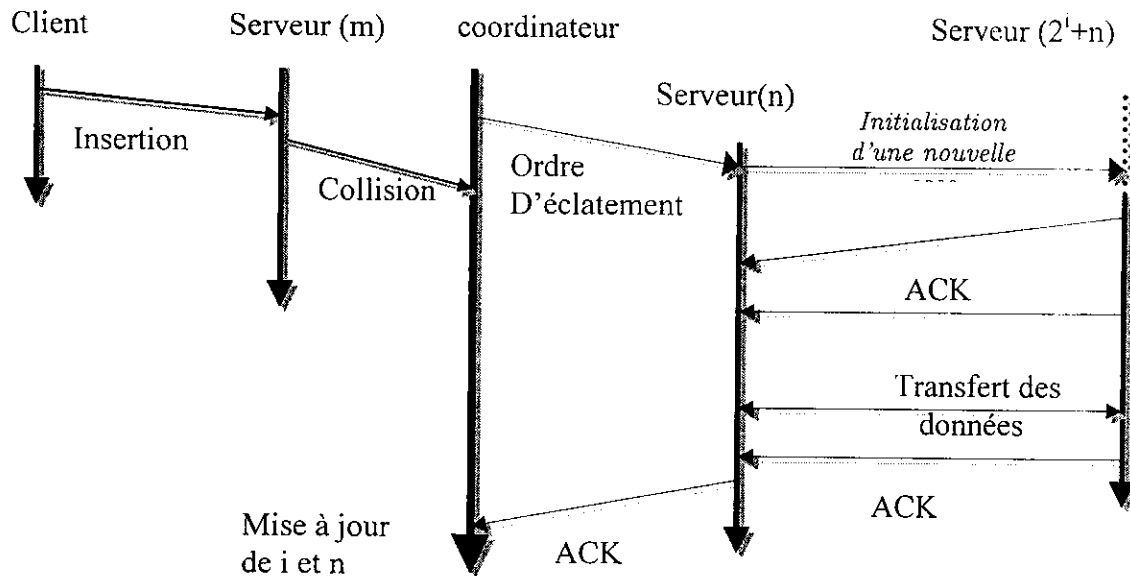 Client
Serveur (m)
coordinateur
Serveur (2^i+n)
Serveur(n)
Insertion
Collision
Ordre
D'éclatement
Initialisation
d'une nouvelle
ACK
Transfert des
données
ACK
Mise à jour
de i et n
ACK